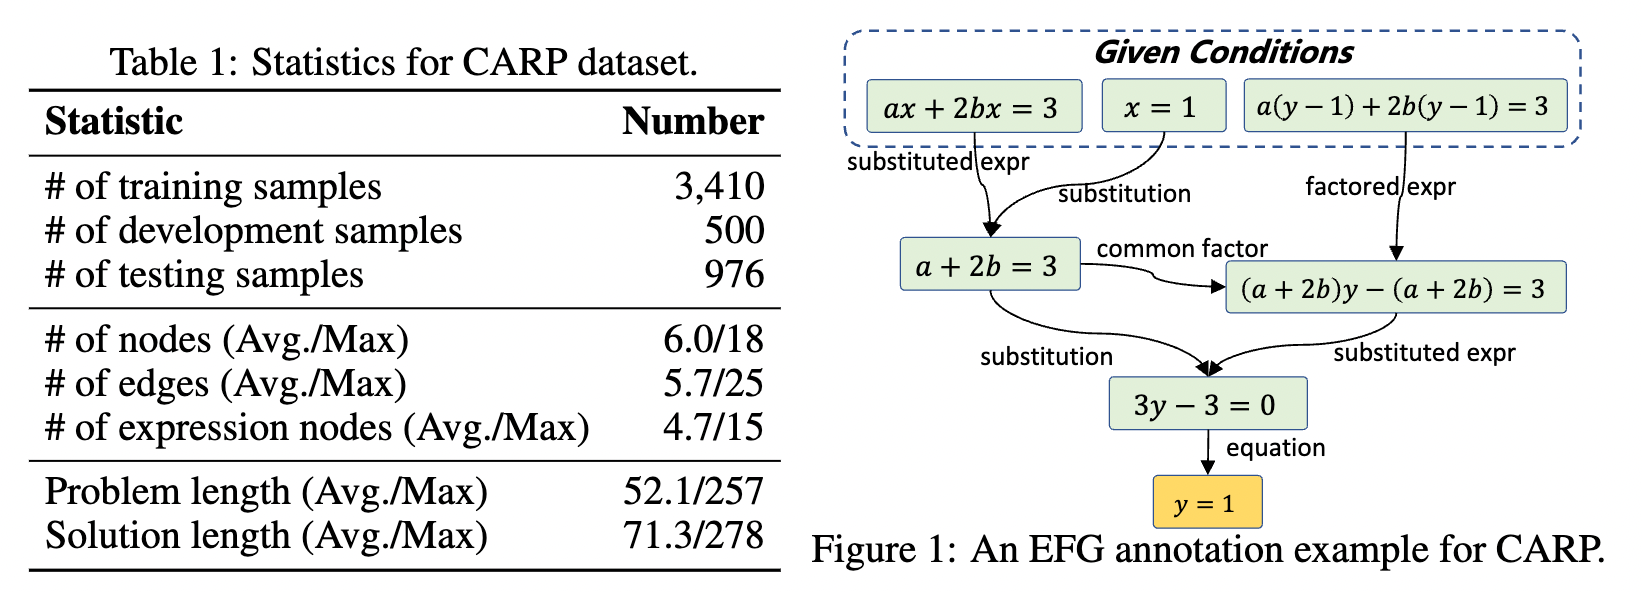 Table 1: Statistics for CARP dataset.
Statistic Number
# of training samples 3,410
# of development samples 500
# of testing samples 976
# of nodes (Avg./Max) 6.0/18
# of edges (Avg./Max) 5.7/25
# of expression nodes (Avg./Max) 4.7/15
Problem length (Avg./Max) 52.1/257
Solution length (Avg./Max) 71.3/278
Given Conditions
ax + 2bx = 3
x = 1
a(y − 1) + 2b(y − 1) = 3
substituted expr
substitution
factored expr
a + 2b = 3
common factor
(a + 2b)y − (a + 2b) = 3
substitution
substituted expr
3y − 3 = 0
equation
y = 1
Figure 1: An EFG annotation example for CARP.